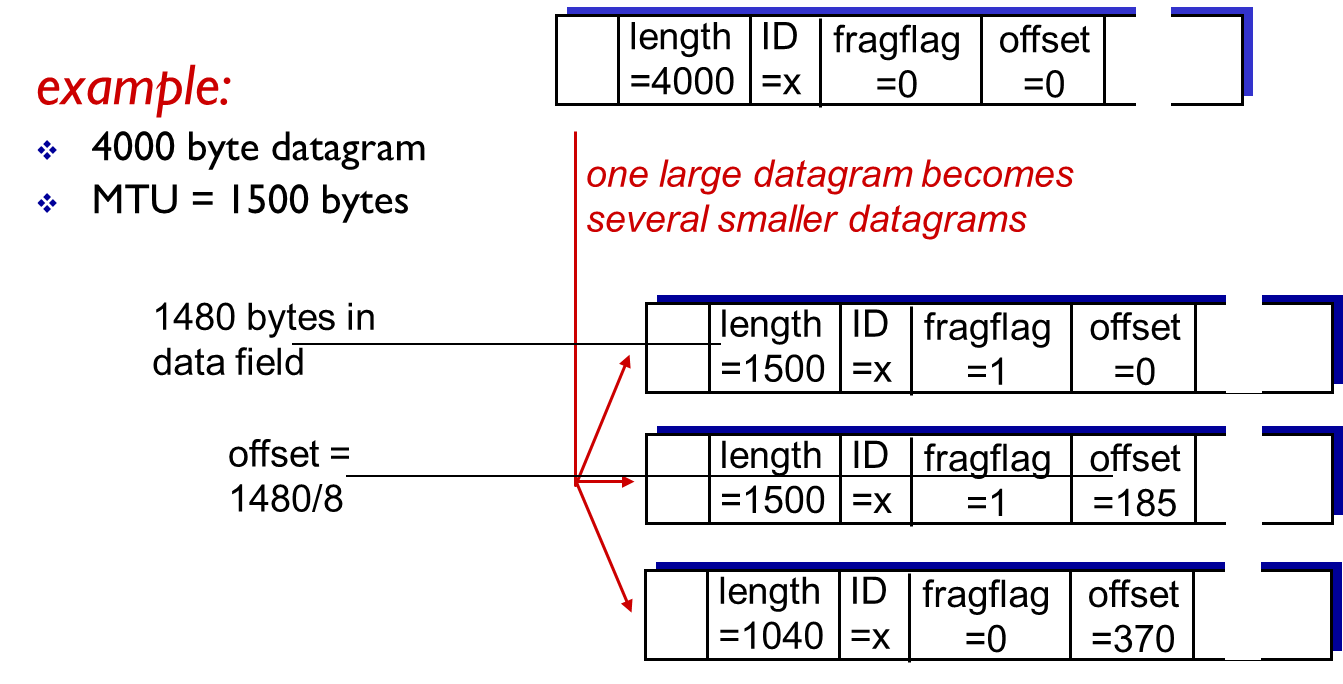 example:
4000 byte datagram
MTU = 1500 bytes
length ID fragflag offset
=4000 =x =0 =0
one large datagram becomes
several smaller datagrams
1480 bytes in
data field
length ID fragflag offset
=1500 =x =1 =0
offset =
1480/8
length ID fragflag offset
=1500 =x =1 =185
length ID fragflag offset
=1040 =x =0 =370